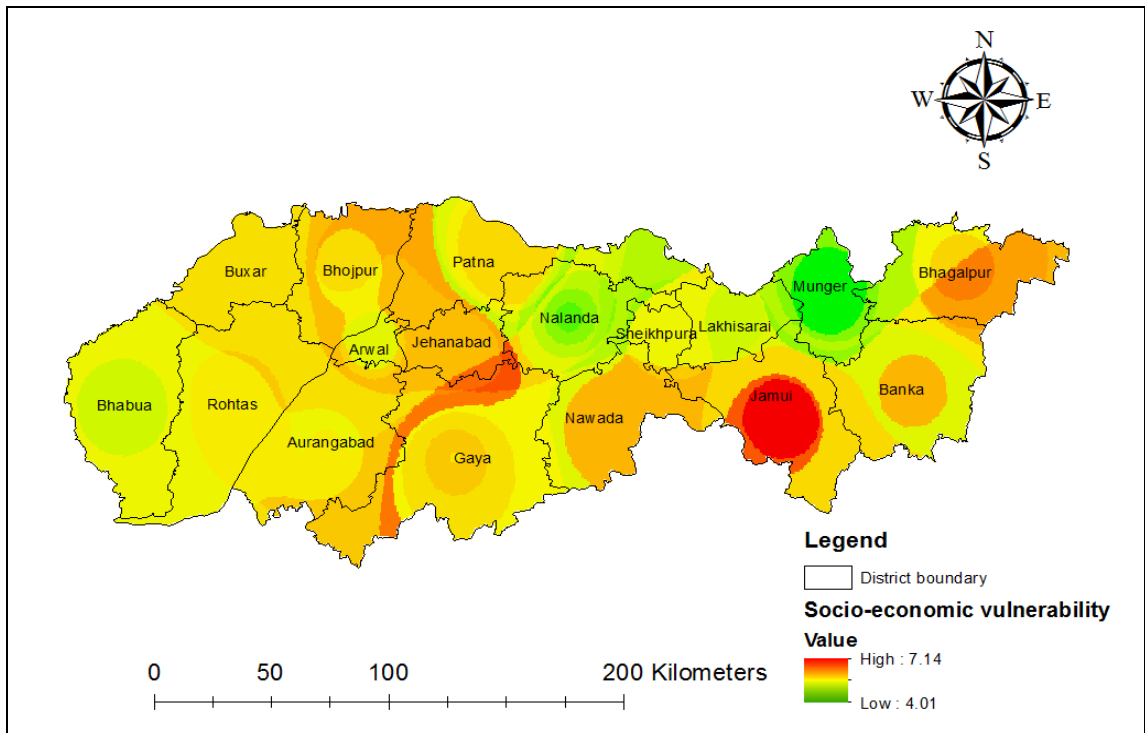 N
W E
S
Buxar
Bhojpur
Patna
Munger
Bhagalpur
Nalanda
Sheikhpura
Lakhisarai
Arwal
Jehanabad
Bhabua
Rohtas
Aurangabad
Gaya
Nawada
Jamui
Banka
Legend
District boundary
Socio-economic vulnerability
Value
High : 7.14
Low : 4.01
0 50 100 200 Kilometers